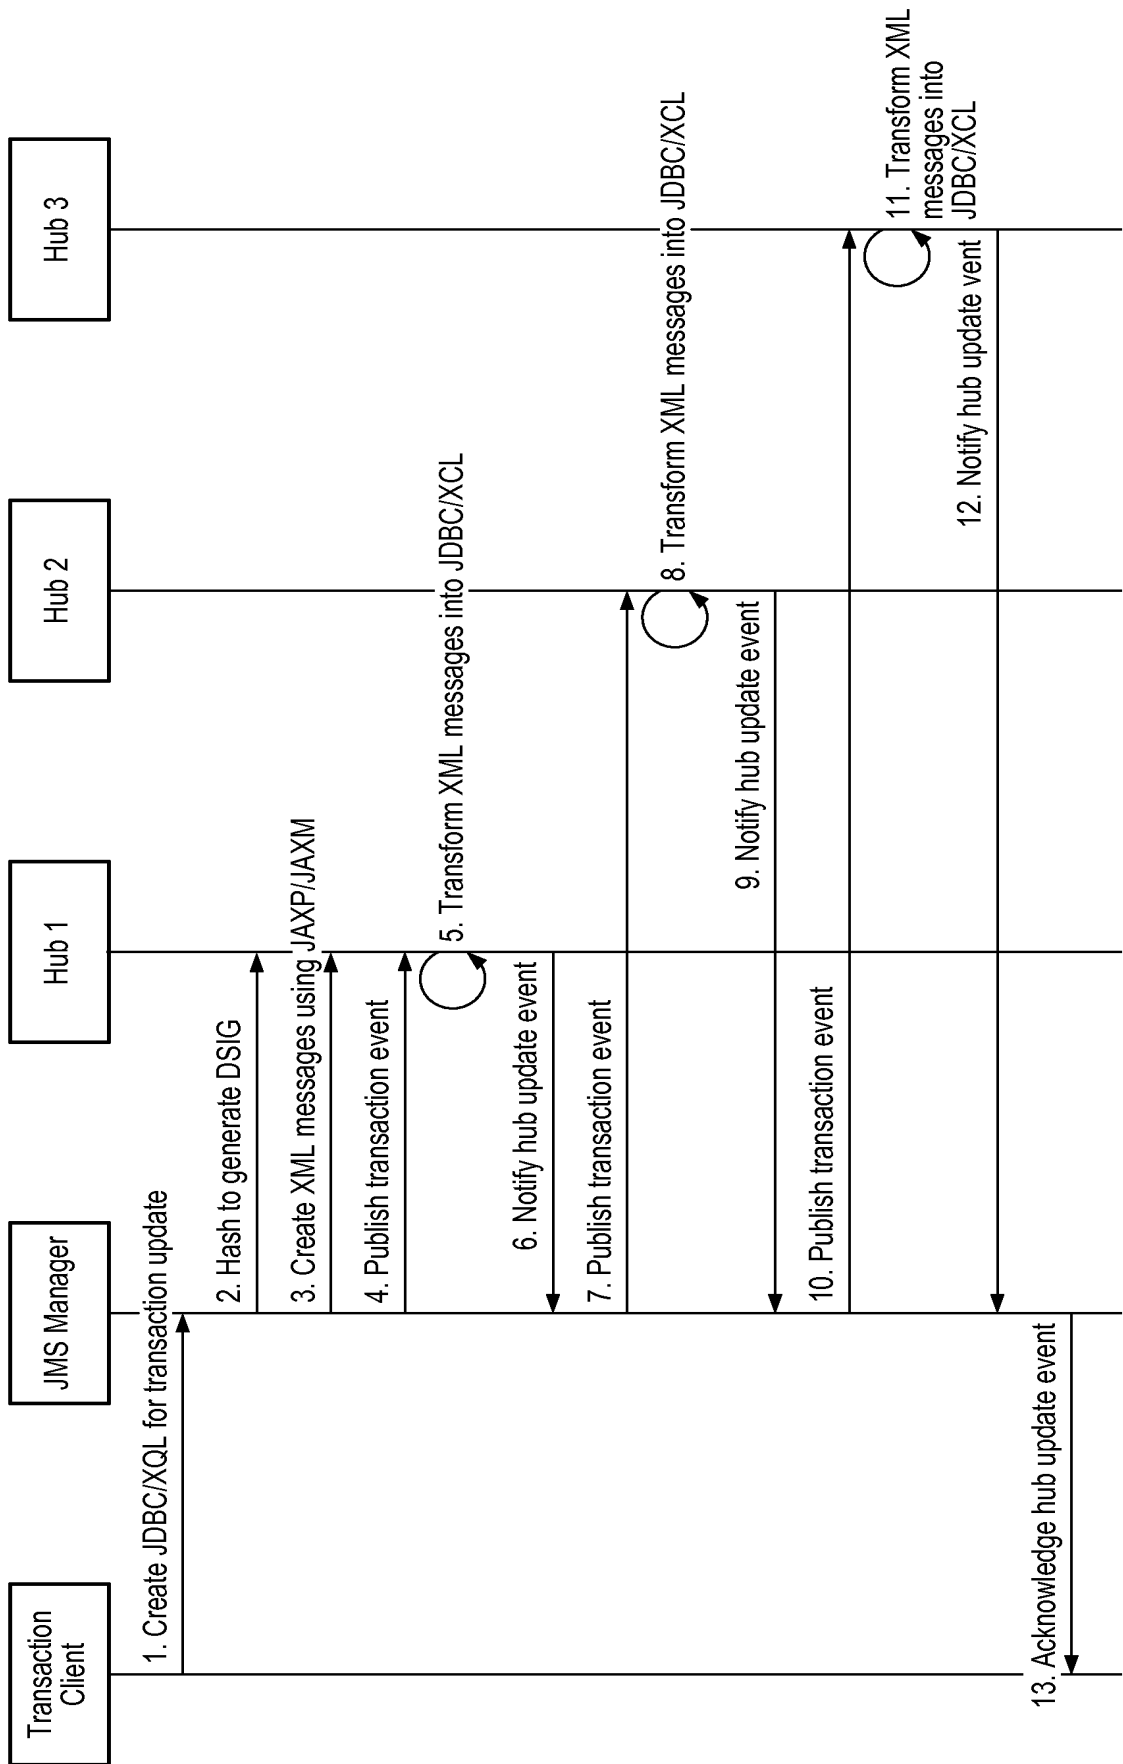 Transaction
Client
JMS Manager
Hub 1
Hub 2
Hub 3
1. Create JDBC/XQL for transaction update
2. Hash to generate DSIG
3. Create XML messages using JAXP/JAXM
4. Publish transaction event
5. Transform XML messages into JDBC/XCL
6. Notify hub update event
7. Publish transaction event
8. Transform XML messages into JDBC/XCL
9. Notify hub update event
10. Publish transaction event
11. Transform XML
messages into
JDBC/XCL
12. Notify hub update vent
13. Acknowledge hub update event